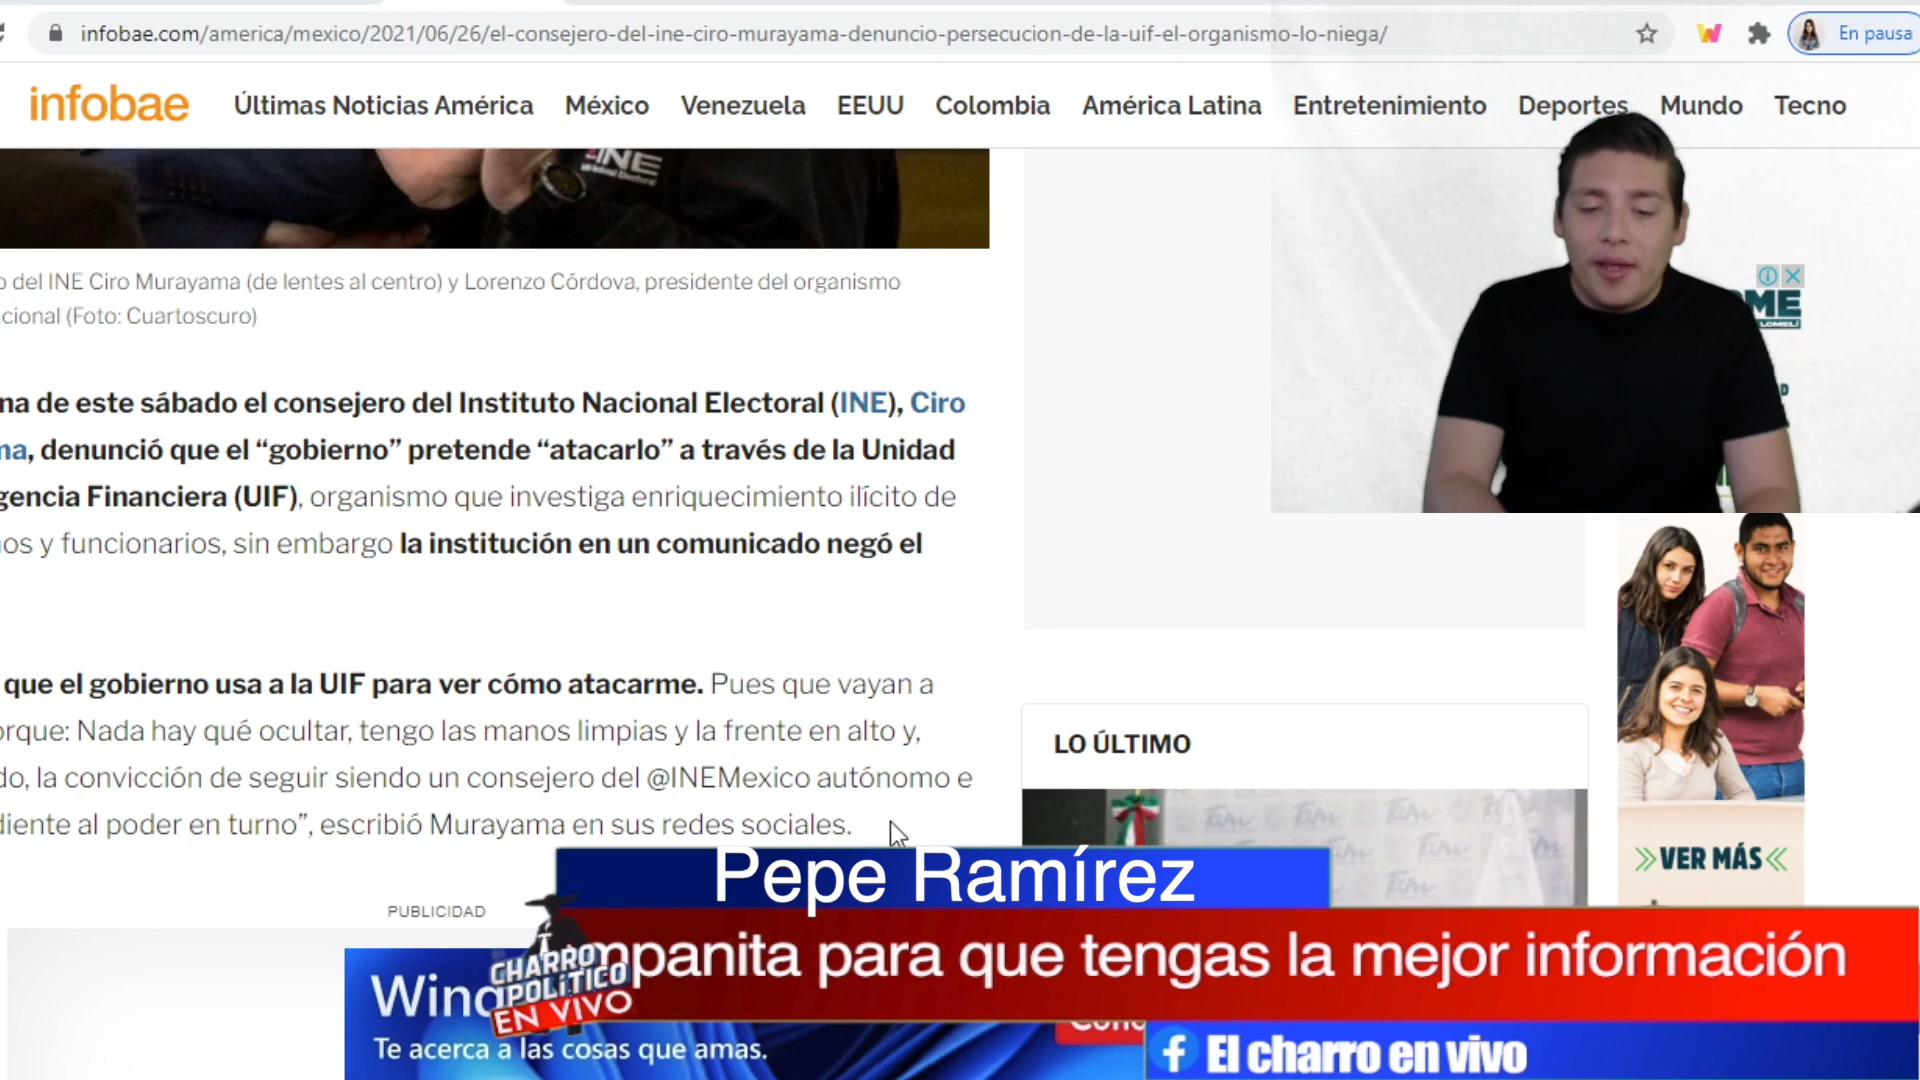 infobae.com/america/mexico/2021/06/26/el-consejero-del-ine-ciro-murayama-denuncio-persecucion-de-la-uif-el-organismo-lo-niega/
En pausa
infobae
Últimas Noticias América México Venezuela EEUU Colombia América Latina Entretenimiento Deportes Mundo Tecno
INE
o del INE Ciro Murayama (de lentes al centro) y Lorenzo Córdova, presidente del organismo
cional (Foto: Cuartoscuro)
ME
LOMELÍ
na de este sábado el consejero del Instituto Nacional Electoral (INE), Ciro
ma, denunció que el “gobierno” pretende “atacarlo” a través de la Unidad
gencia Financiera (UIF), organismo que investiga enriquecimiento ilícito de
os y funcionarios, sin embargo la institución en un comunicado negó el
que el gobierno usa a la UIF para ver cómo atacarme. Pues que vayan a
orque: Nada hay qué ocultar, tengo las manos limpias y la frente en alto y,
do, la convicción de seguir siendo un consejero del @INEMexico autónomo e
diente al poder en turno”, escribió Murayama en sus redes sociales.
LO ÚLTIMO
VER MÁS
PUBLICIDAD
Pepe Ramírez
mpanita para que tengas la mejor información
CHARRO
POLÍTICO
EN VIVO
Wind
Te acerca a las cosas que amas.
El charro en vivo